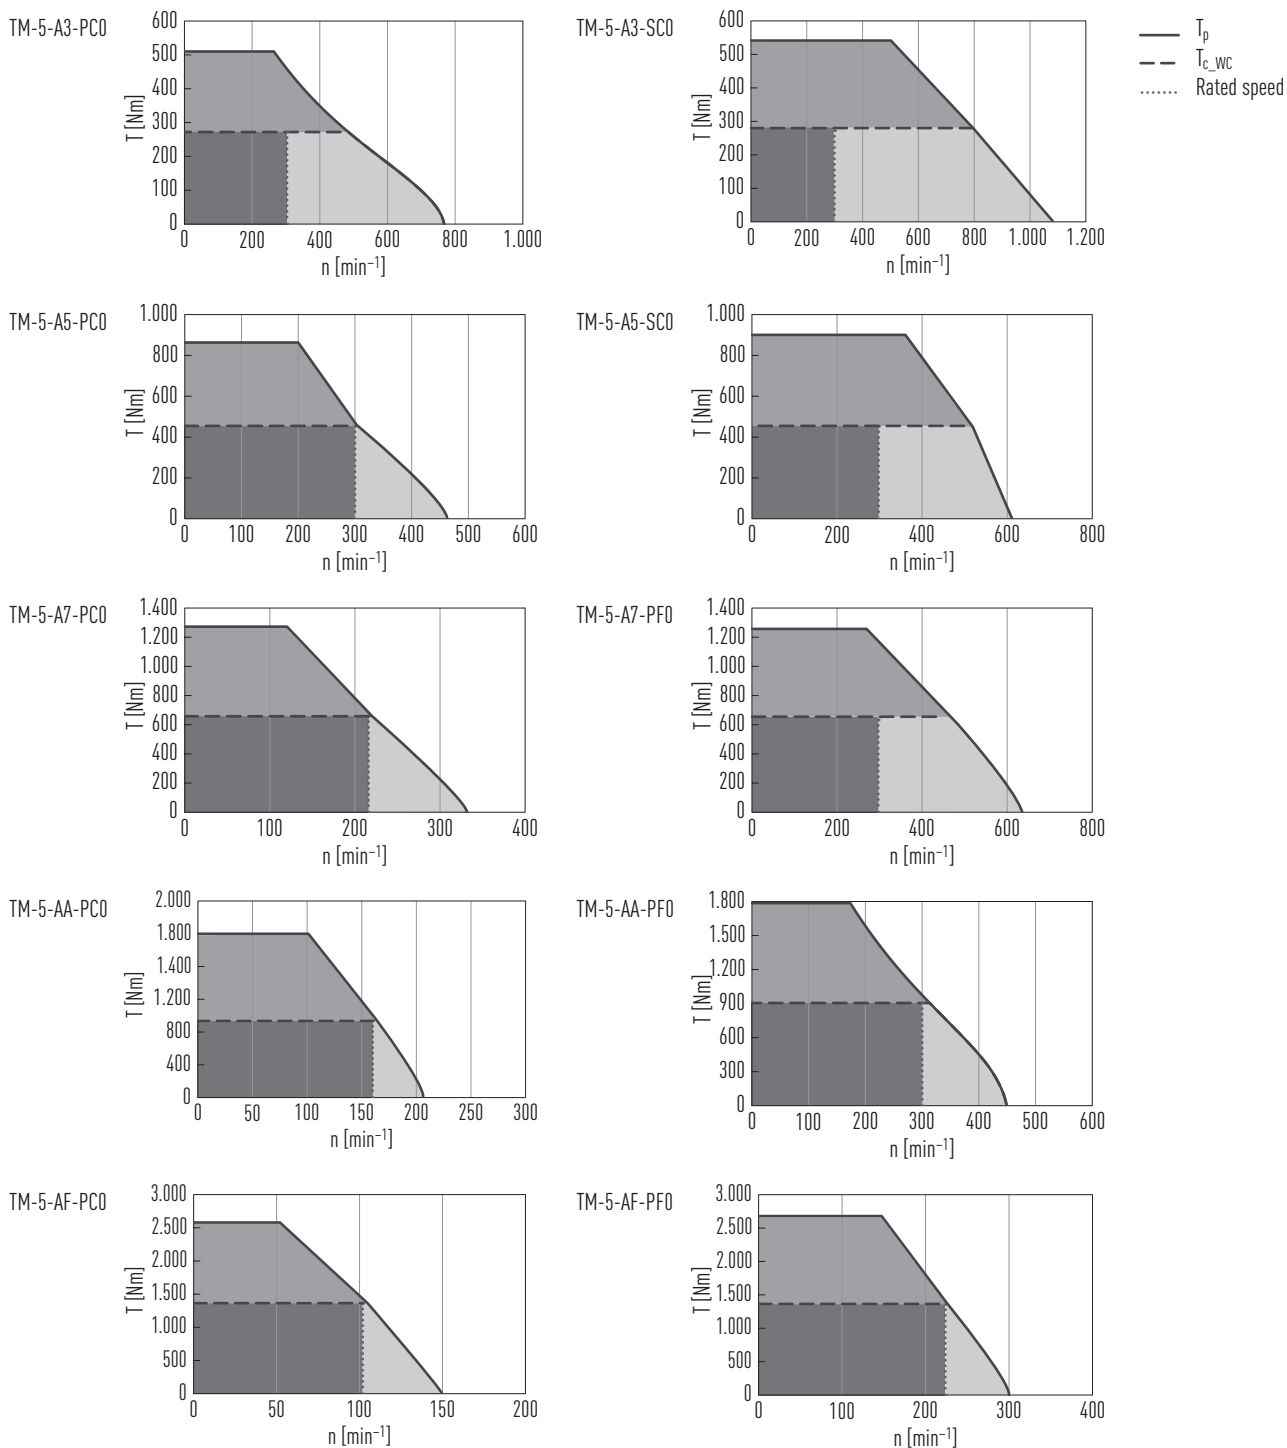 TM-5-A3-PC0
T [Nm]
600
500
400
300
200
100
0
0 200 400 600 800 1.000
n [min⁻¹]
TM-5-A3-SC0
T [Nm]
600
500
400
300
200
100
0
0 200 400 600 800 1.000 1.200
n [min⁻¹]
Tp
Tc_WC
Rated speed
TM-5-A5-PC0
T [Nm]
1.000
800
600
400
200
0
0 100 200 300 400 500 600
n [min⁻¹]
TM-5-A5-SC0
T [Nm]
1.000
800
600
400
200
0
0 200 400 600 800
n [min⁻¹]
TM-5-A7-PC0
T [Nm]
1.400
1.200
1.000
800
600
400
200
0
0 100 200 300 400
n [min⁻¹]
TM-5-A7-PF0
T [Nm]
1.400
1.200
1.000
800
600
400
200
0
0 200 400 600 800
n [min⁻¹]
TM-5-AA-PC0
T [Nm]
2.000
1.800
1.400
1.200
800
400
0
0 50 100 150 200 250 300
n [min⁻¹]
TM-5-AA-PF0
T [Nm]
1.800
1.500
1.200
900
600
300
0
0 100 200 300 400 500 600
n [min⁻¹]
TM-5-AF-PC0
T [Nm]
3.000
2.500
2.000
1.500
1.000
500
0
0 50 100 150 200
n [min⁻¹]
TM-5-AF-PF0
T [Nm]
3.000
2.500
2.000
1.500
1.000
500
0
0 100 200 300 400
n [min⁻¹]